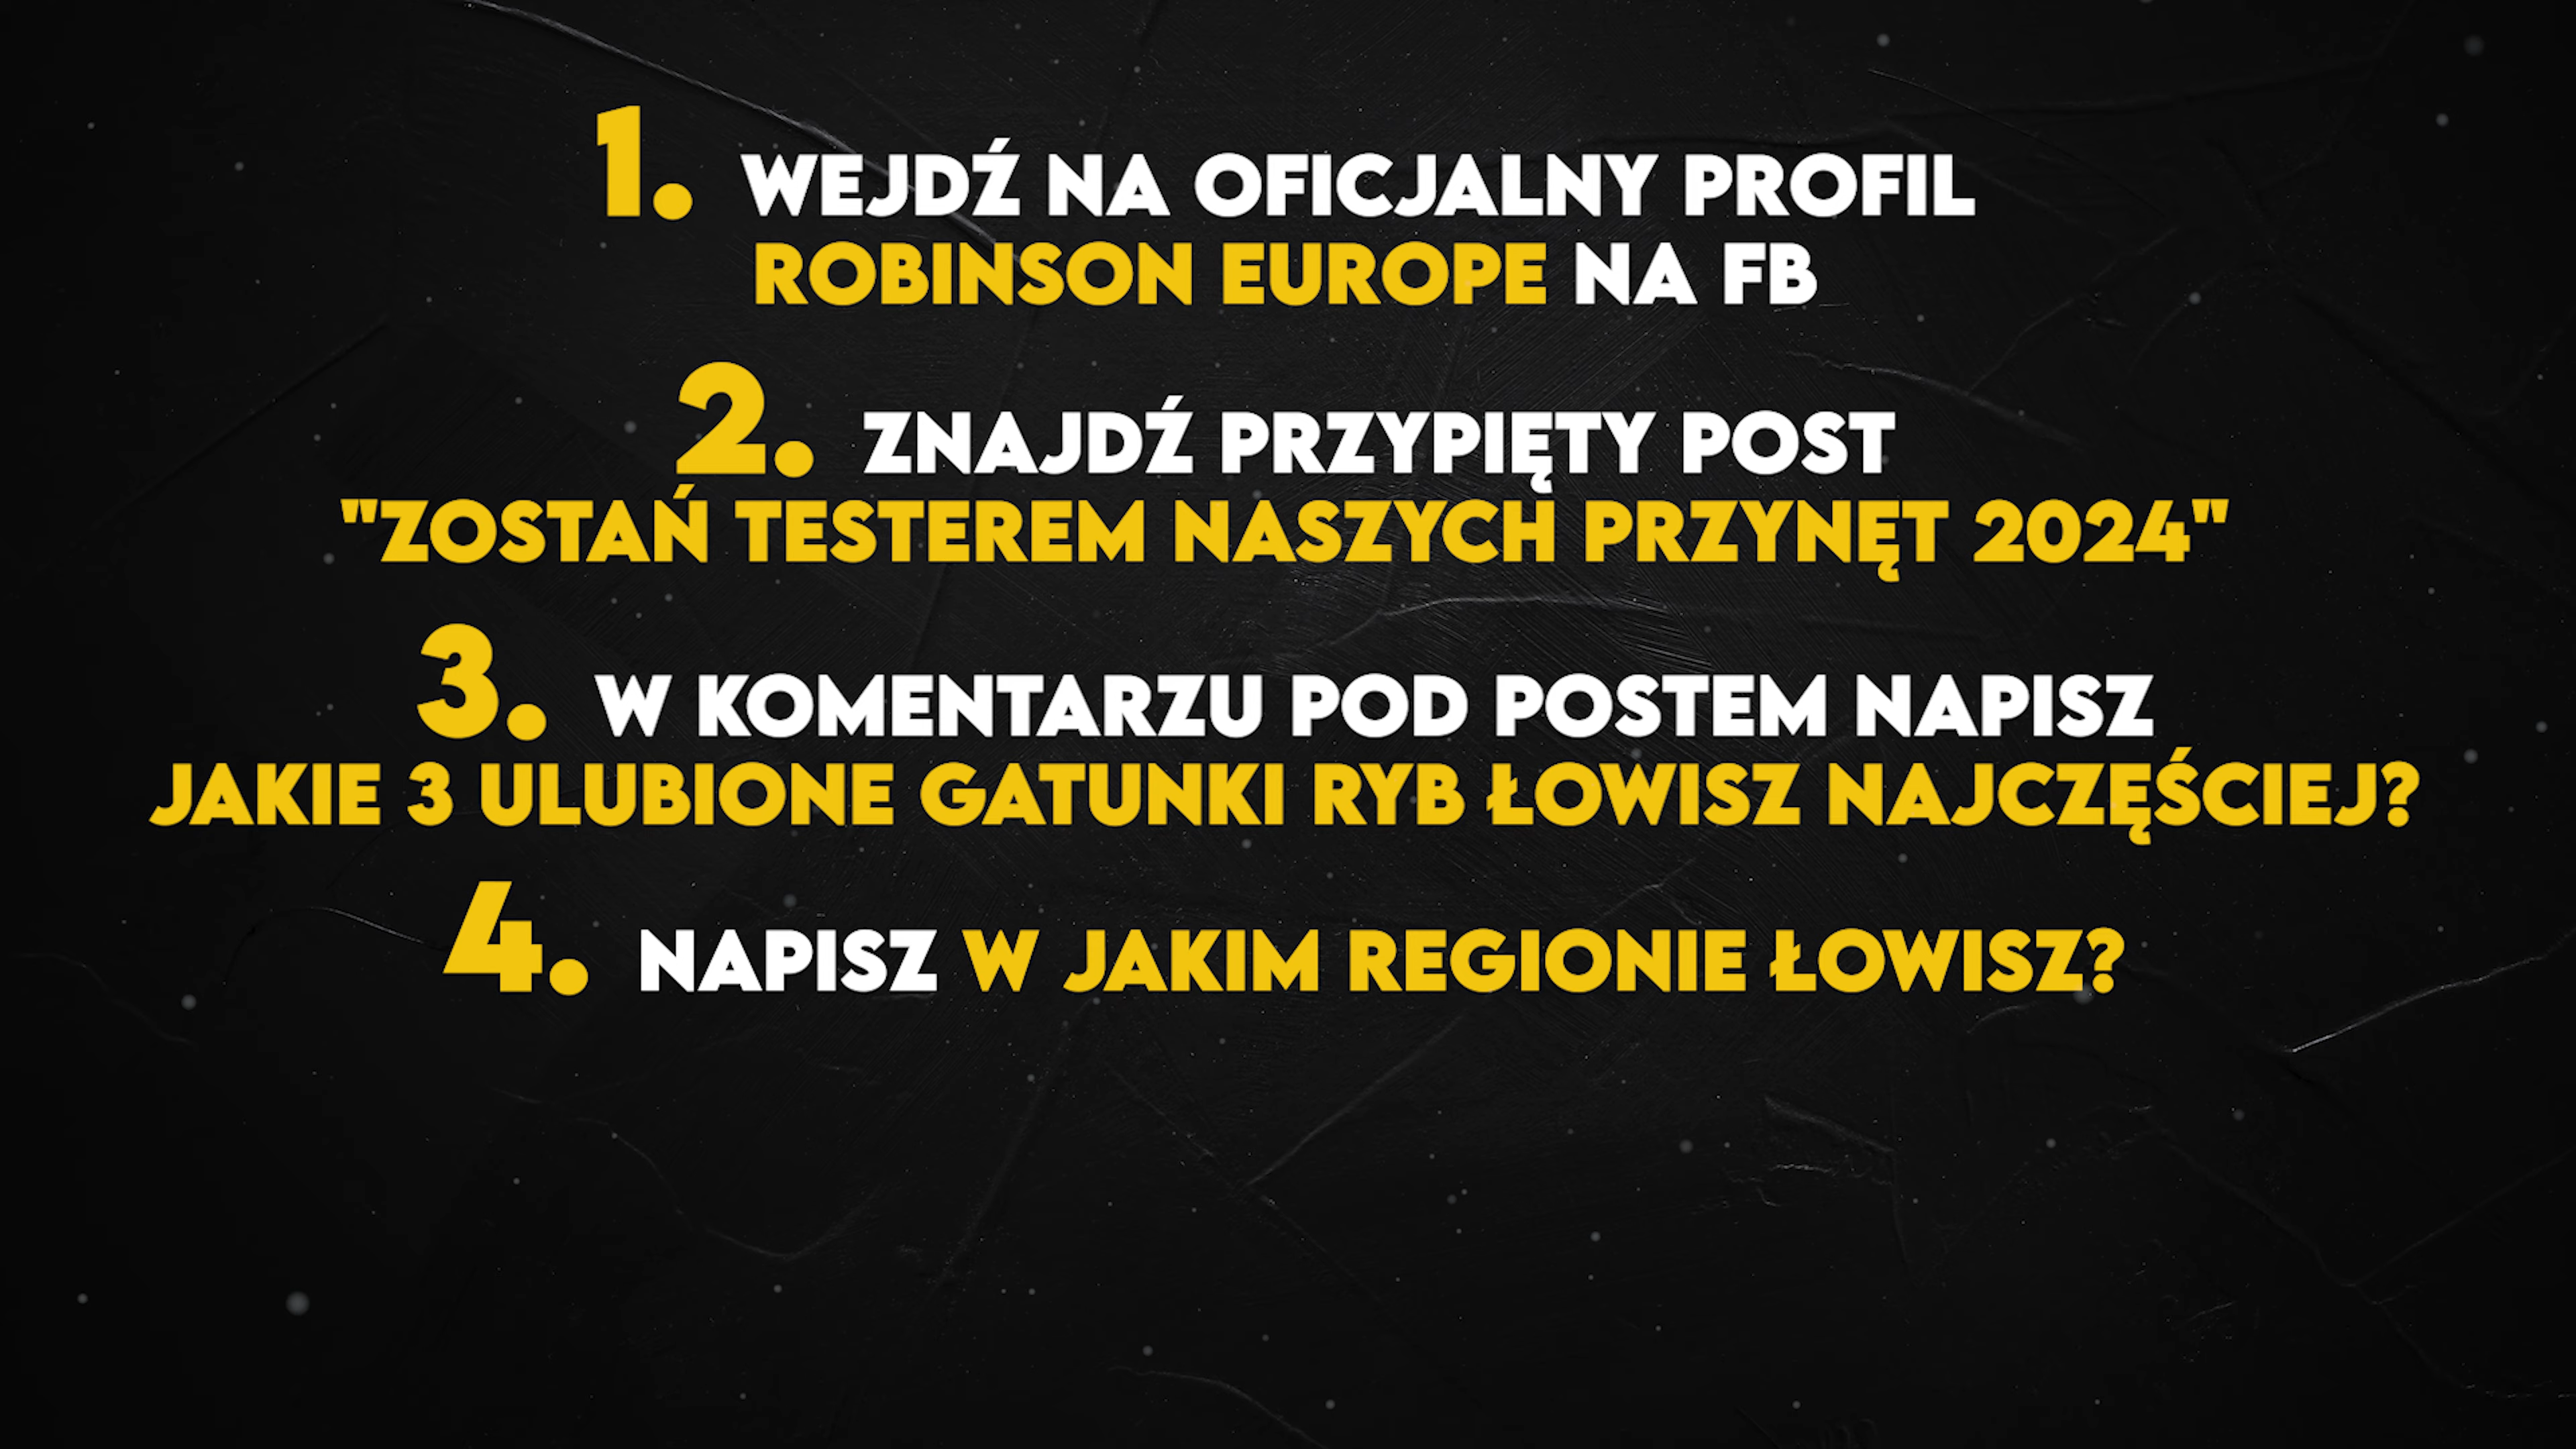 1. WEJDŹ NA OFICJALNY PROFIL
ROBINSON EUROPE NA FB
2. ZNAJDŹ PRZYPIĘTY POST
"ZOSTAŃ TESTEREM NASZYCH PRZYNĘT 2024"
3. W KOMENTARZU POD POSTEM NAPISZ
JAKIE 3 ULUBIONE GATUNKI RYB ŁOWISZ NAJCZĘŚCIEJ?
4. NAPISZ W JAKIM REGIONIE ŁOWISZ?